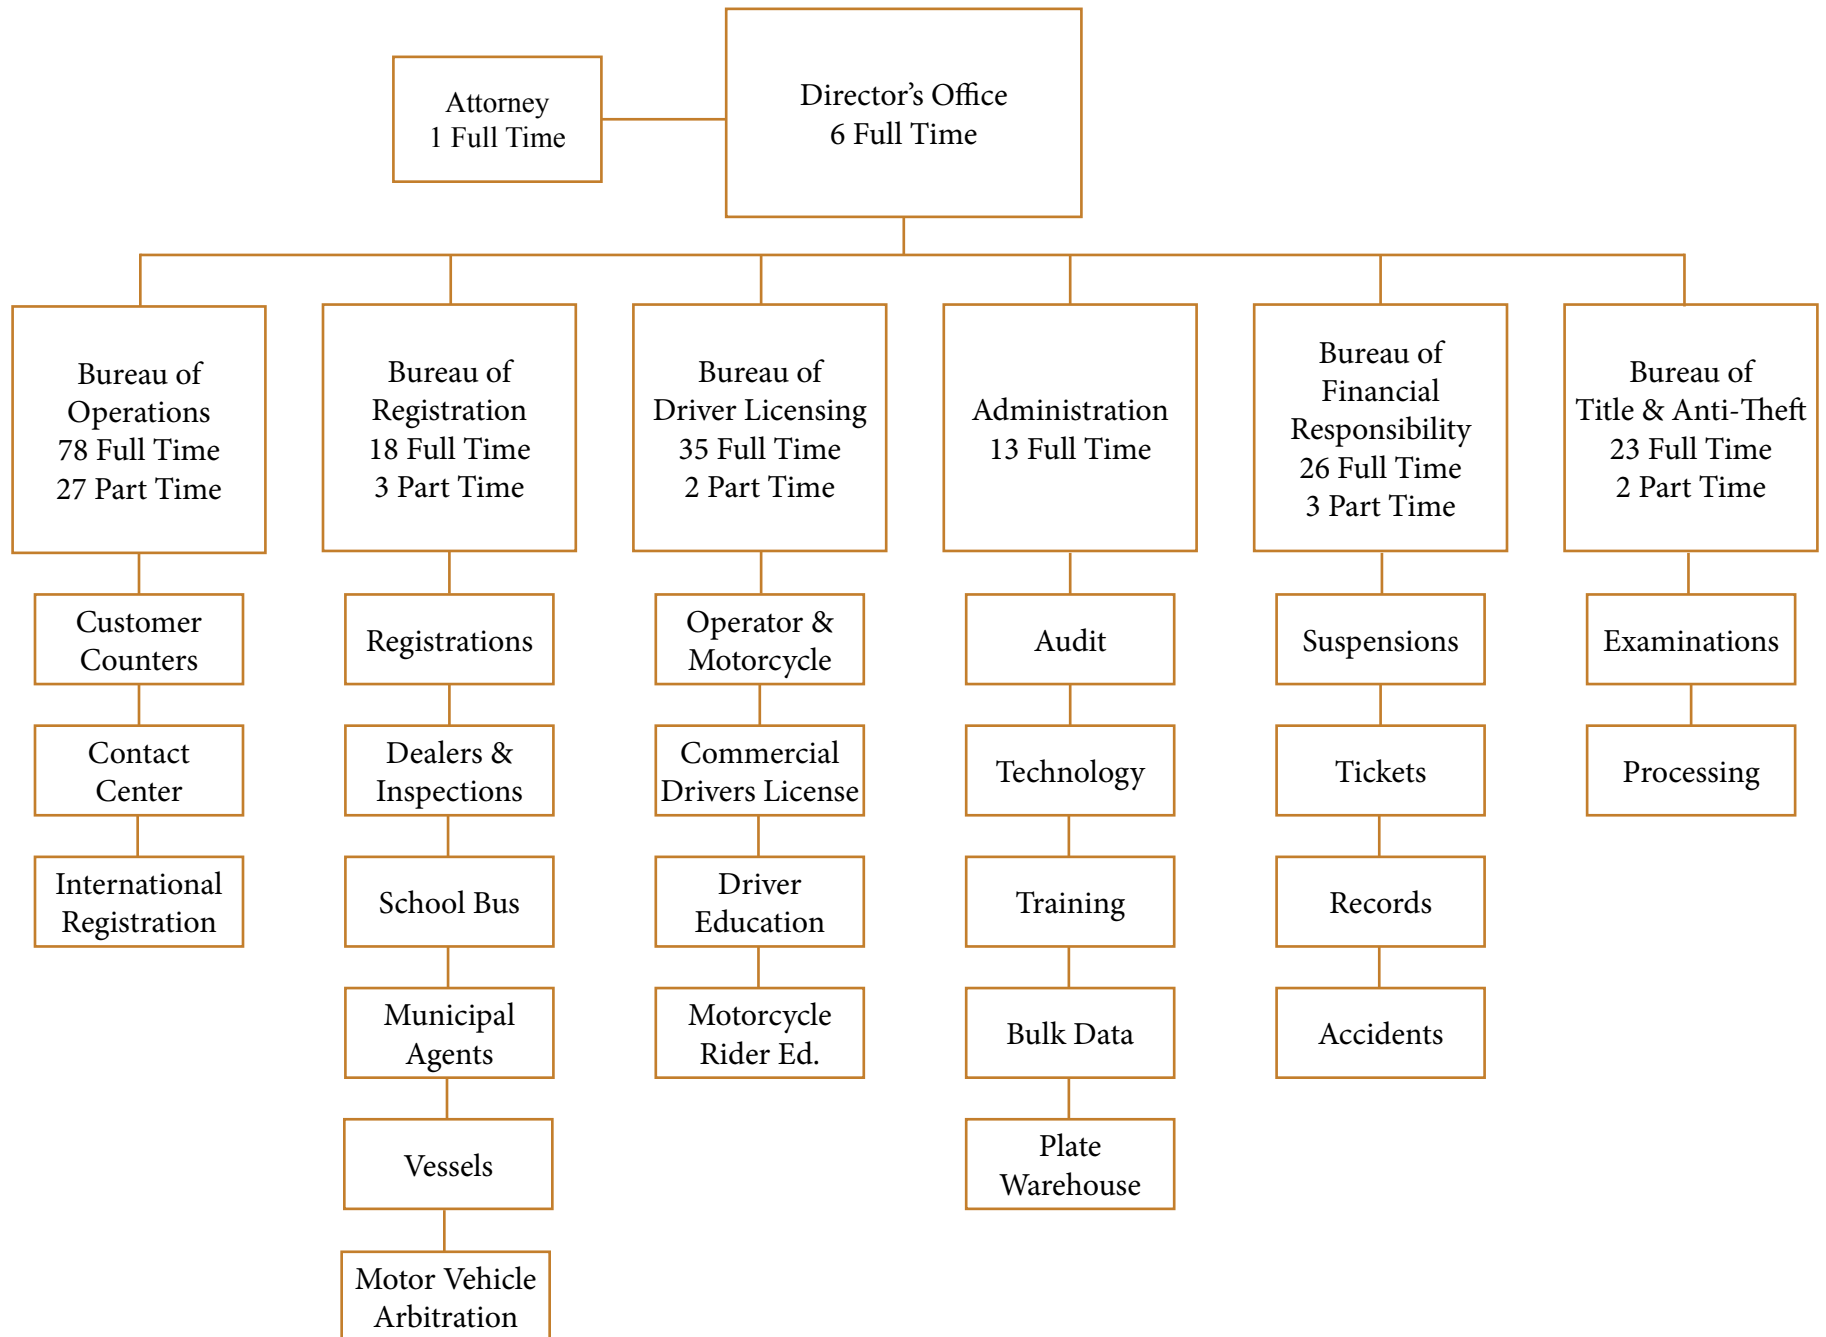 Attorney
1 Full Time
Director's Office
6 Full Time
Bureau of
Operations
78 Full Time
27 Part Time
Bureau of
Registration
18 Full Time
3 Part Time
Bureau of
Driver Licensing
35 Full Time
2 Part Time
Administration
13 Full Time
Bureau of
Financial
Responsibility
26 Full Time
3 Part Time
Bureau of
Title & Anti-Theft
23 Full Time
2 Part Time
Customer
Counters
Contact
Center
International
Registration
Registrations
Dealers &
Inspections
School Bus
Municipal
Agents
Vessels
Motor Vehicle
Arbitration
Operator &
Motorcycle
Commercial
Drivers License
Driver
Education
Motorcycle
Rider Ed.
Audit
Technology
Training
Bulk Data
Plate
Warehouse
Suspensions
Tickets
Records
Accidents
Examinations
Processing